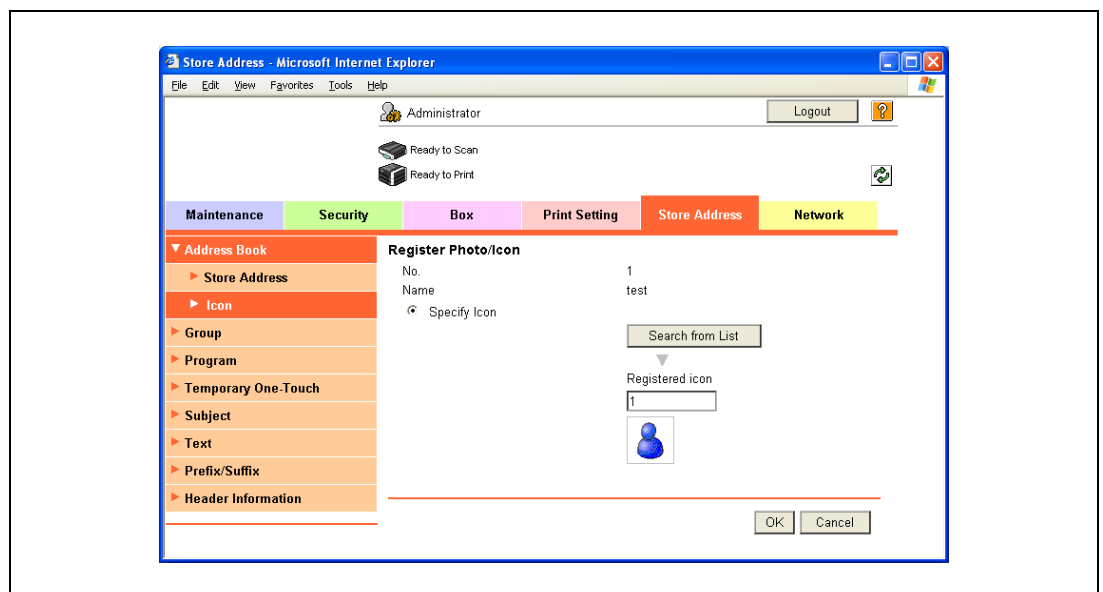 Store Address - Microsoft Internet Explorer
File Edit View Favorites Tools Help
Administrator
Logout
?
Ready to Scan
Ready to Print
Maintenance Security Box Print Setting Store Address Network
Address Book
Store Address
Icon
Group
Program
Temporary One-Touch
Subject
Text
Prefix/Suffix
Header Information
Register Photo/Icon
No. 1
Name test
Specify Icon
Search from List
Registered icon
1
OK Cancel